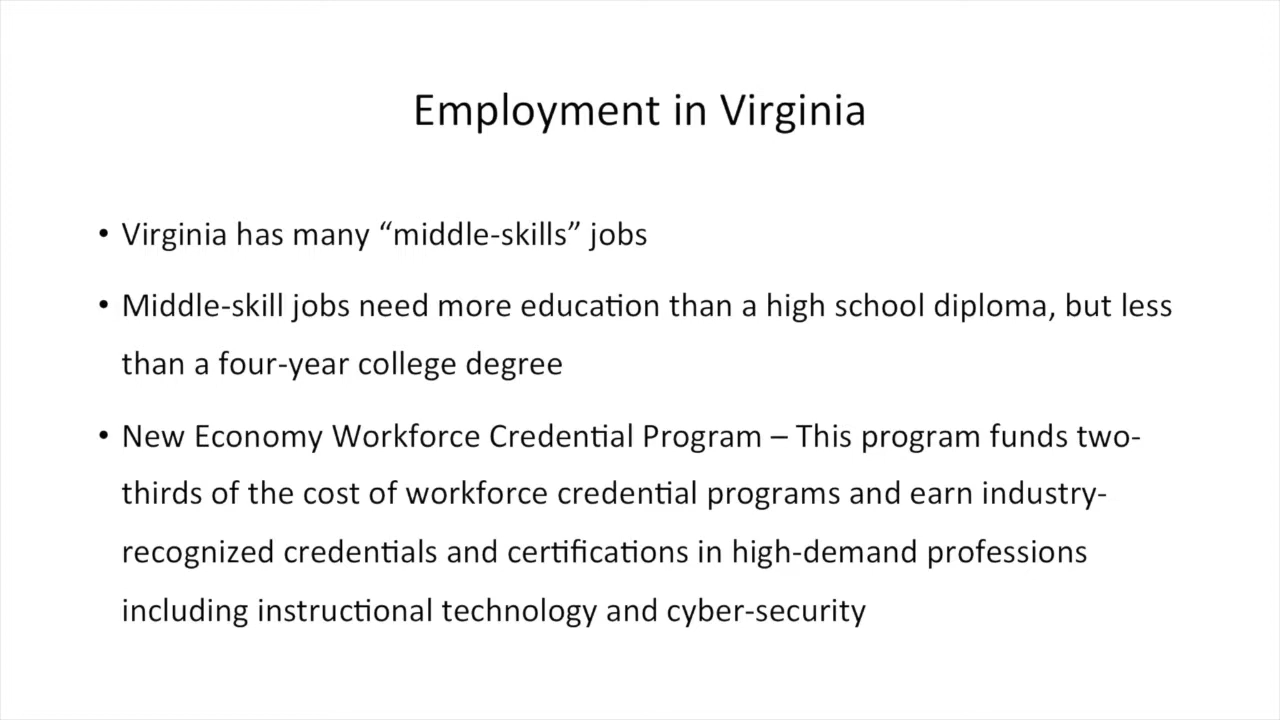 Employment in Virginia
• Virginia has many “middle-skills” jobs
• Middle-skill jobs need more education than a high school diploma, but less
than a four-year college degree
• New Economy Workforce Credential Program – This program funds two-
thirds of the cost of workforce credential programs and earn industry-
recognized credentials and certifications in high-demand professions
including instructional technology and cyber-security